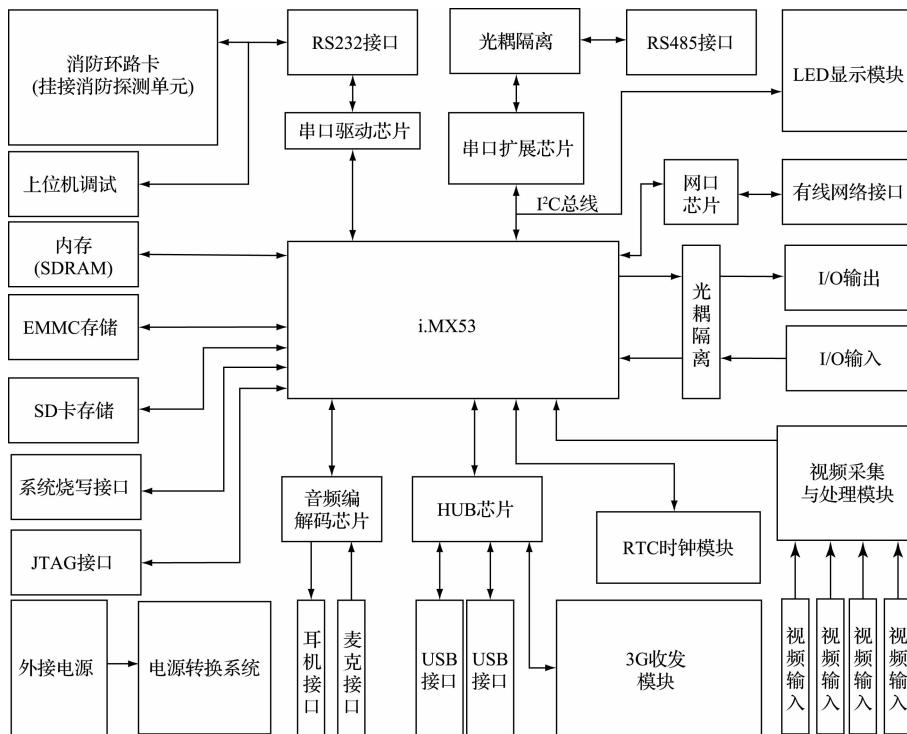 消防环路卡
(挂接消防探测单元)
RS232接口
光耦隔离
RS485接口
LED显示模块
串口驱动芯片
串口扩展芯片
上位机调试
I²C总线
网口
芯片
有线网络接口
内存
(SDRAM)
i.MX53
光耦隔离
I/O输出
EMMC存储
I/O输入
SD卡存储
系统烧写接口
音频编
解码芯片
HUB芯片
视频采集
与处理模块
JTAG接口
RTC时钟模块
外接电源
电源转换系统
耳机接口
麦克接口
USB
接口
USB
接口
3G收发
模块
视频输入
视频输入
视频输入
视频输入